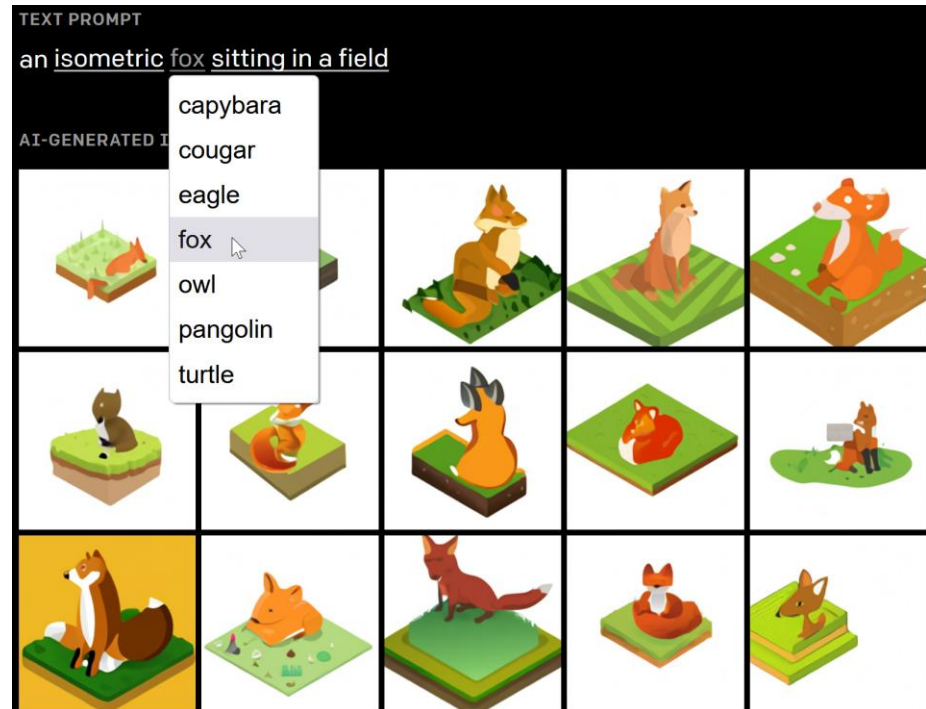 TEXT PROMPT
an isometric fox sitting in a field
capybara
cougar
eagle
fox
owl
pangolin
turtle
AI-GENERATED I